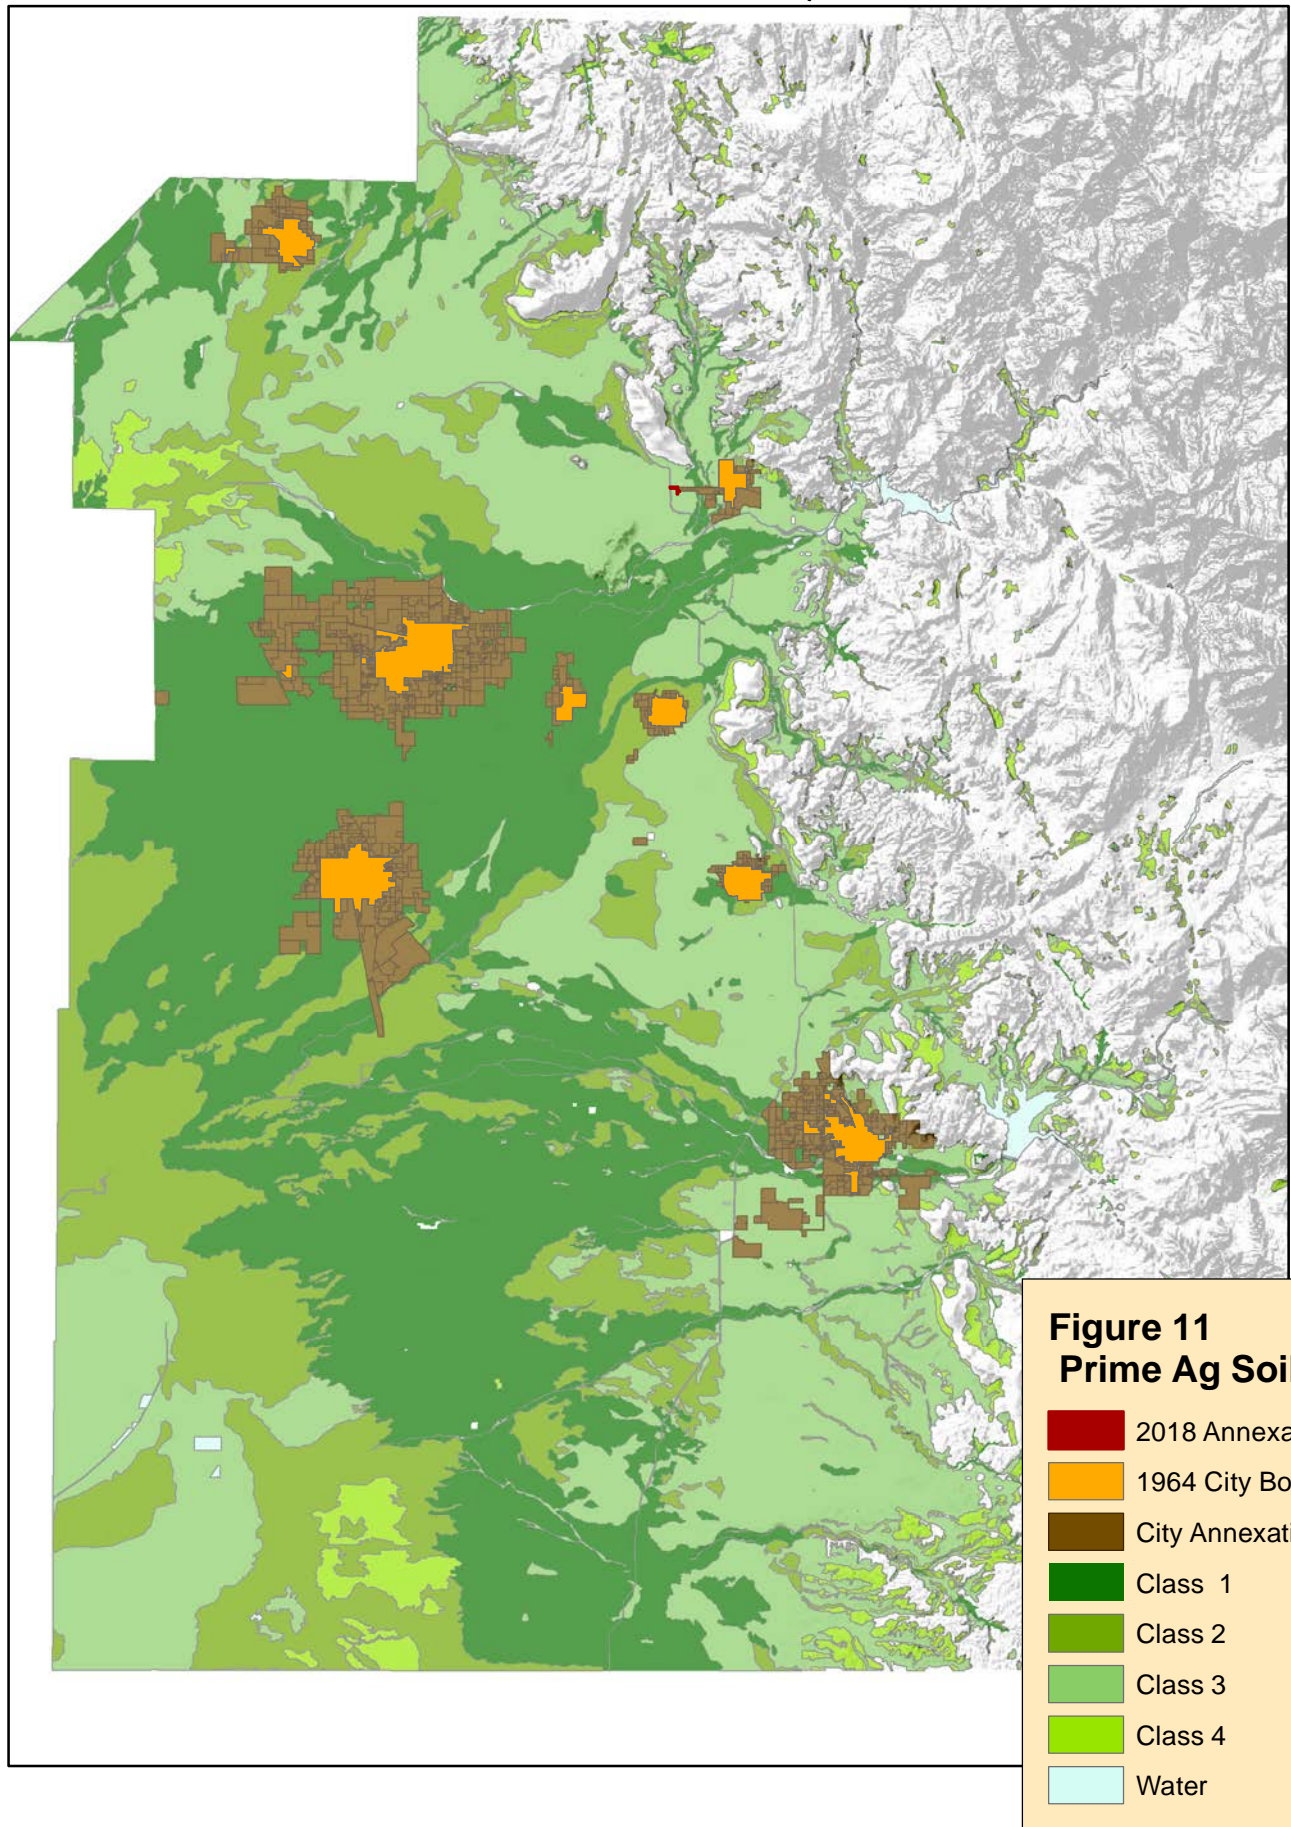 Figure 11
Prime Ag Soil
2018 Annexa
1964 City Bo
City Annexati
Class 1
Class 2
Class 3
Class 4
Water